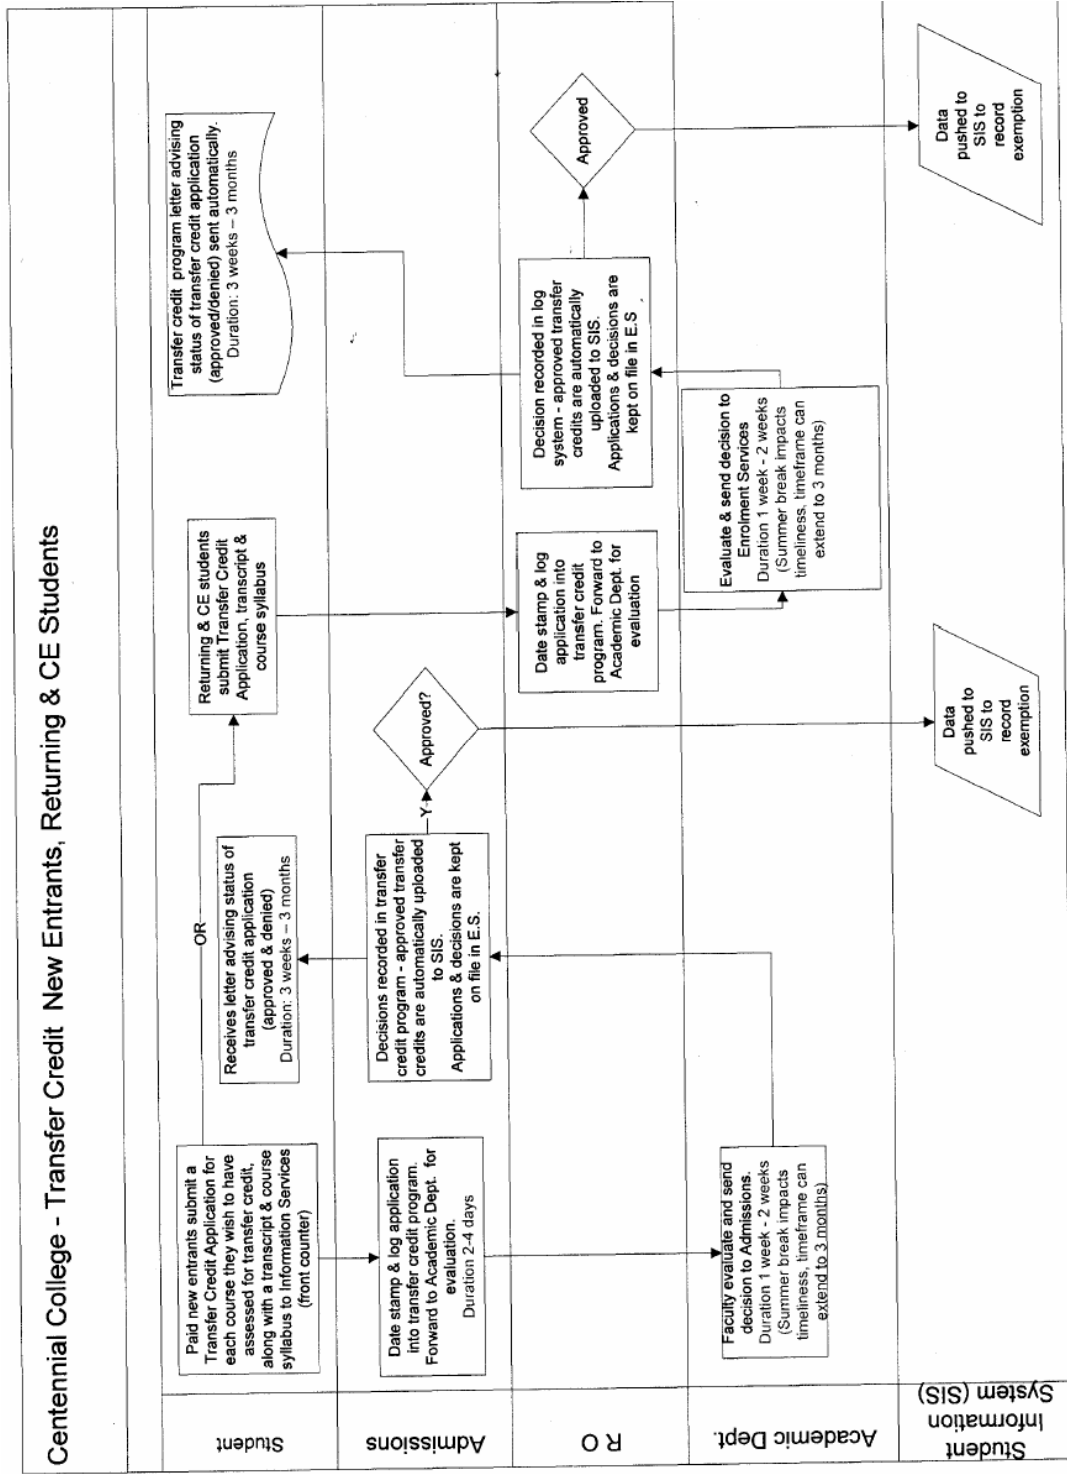 Centennial College - Transfer Credit  New Entrants, Returning & CE Students
Student
Paid new entrants submit a
Transfer Credit Application for
each course they wish to have
assessed for transfer credit,
along with a transcript & course
syllabus to Information Services
(front counter)
OR
Receives letter advising status of
transfer credit application
(approved & denied)
Duration: 3 weeks – 3 months
Returning & CE students
submit Transfer Credit
Application, transcript &
course syllabus
Transfer credit program letter advising
status of transfer credit application
(approved/denied) sent automatically.
Duration: 3 weeks – 3 months
Admissions
Date stamp & log application
into transfer credit program.
Forward to Academic Dept. for
evaluation.
Duration 2-4 days
Decisions recorded in transfer
credit program - approved transfer
credits are automatically uploaded
to SIS.
Applications & decisions are kept
on file in E.S.
Y
Approved?
R O
Date stamp & log
application into
transfer credit
program. Forward to
Academic Dept. for
evaluation
Decision recorded in log
system - approved transfer
credits are automatically
uploaded to SIS.
Applications & decisions are
kept on file in E.S
Approved
Academic Dept.
Faculty evaluate and send
decision to Admissions.
Duration 1 week - 2 weeks
(Summer break impacts
timeliness, timeframe can
extend to 3 months)
Evaluate & send decision to
Enrolment Services
Duration 1 week - 2 weeks
(Summer break impacts
timeliness, timeframe can
extend to 3 months)
Student
Information
System (SIS)
Data
pushed to
SIS to
record
exemption
Data
pushed to
SIS to
record
exemption